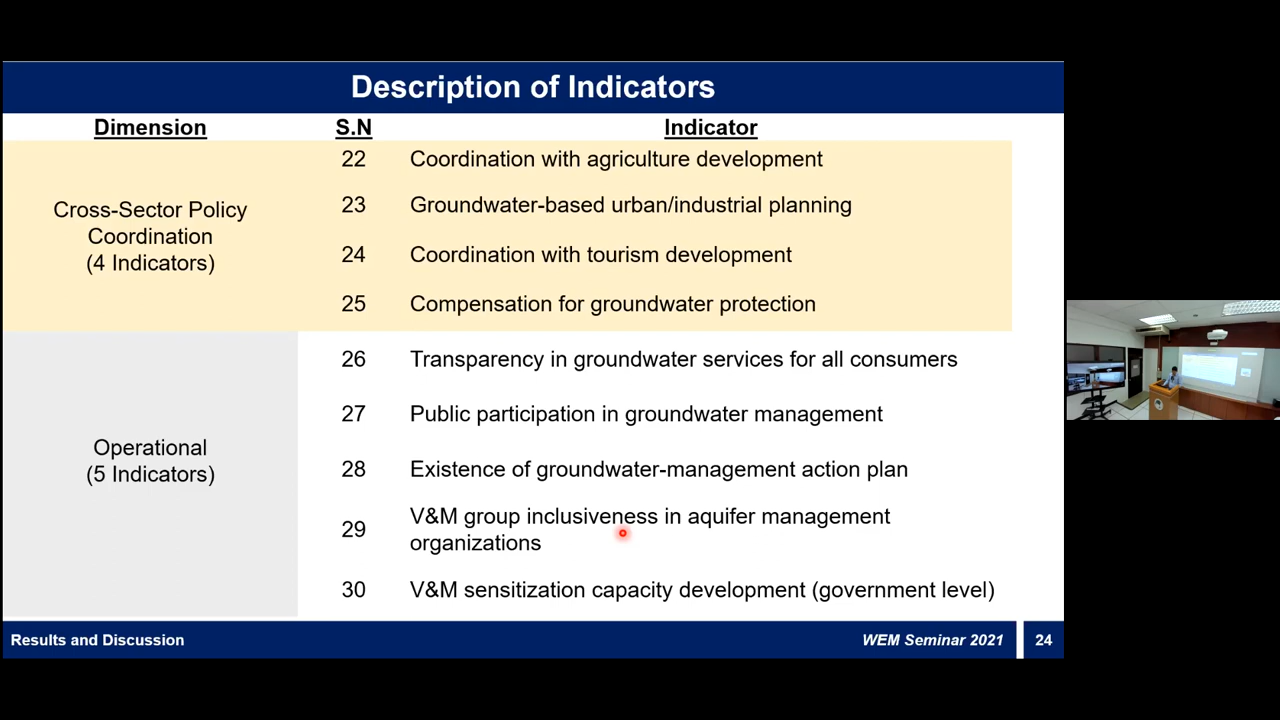 Description of Indicators
Dimension S.N Indicator
Cross-Sector Policy
Coordination
(4 Indicators)
22 Coordination with agriculture development
23 Groundwater-based urban/industrial planning
24 Coordination with tourism development
25 Compensation for groundwater protection
Operational
(5 Indicators)
26 Transparency in groundwater services for all consumers
27 Public participation in groundwater management
28 Existence of groundwater-management action plan
29 V&M group inclusiveness in aquifer management
organizations
30 V&M sensitization capacity development (government level)
Results and Discussion WEM Seminar 2021 24